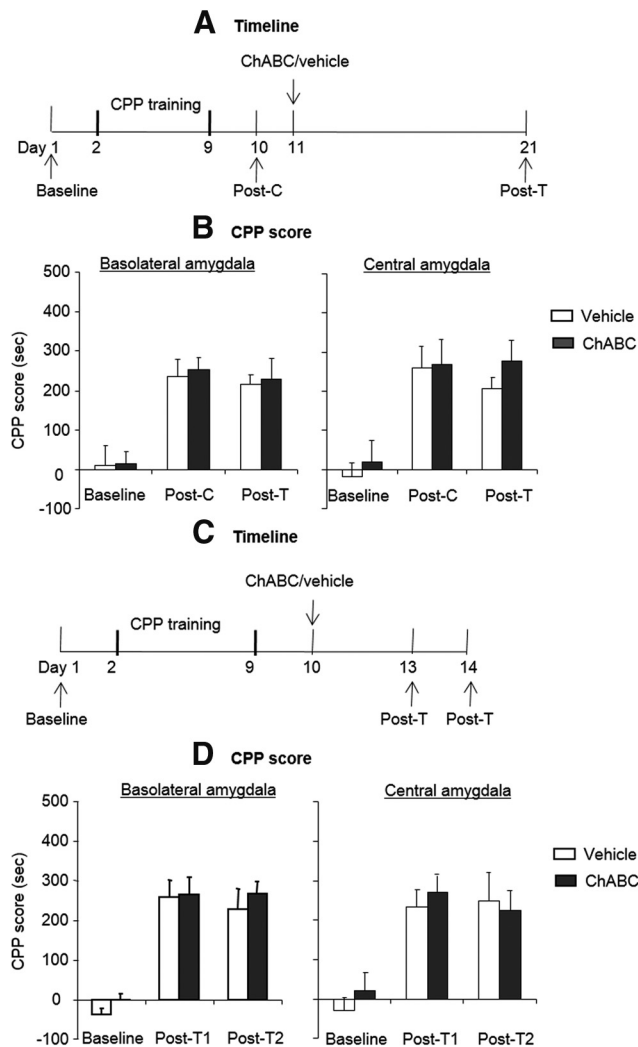 A Timeline
ChABC/vehicle
CPP training
Day 1 2 9 10 11 21
Baseline Post-C Post-T
B CPP score
Basolateral amygdala Central amygdala
CPP score (sec)
500
400
300
200
100
0
-100
Baseline Post-C Post-T Baseline Post-C Post-T
Vehicle
ChABC
C Timeline
ChABC/vehicle
CPP training
Day 1 2 9 10 13 14
Baseline Post-T Post-T
D CPP score
Basolateral amygdala Central amygdala
CPP score (sec)
500
400
300
200
100
0
-100
Baseline Post-T1 Post-T2 Baseline Post-T1 Post-T2
Vehicle
ChABC